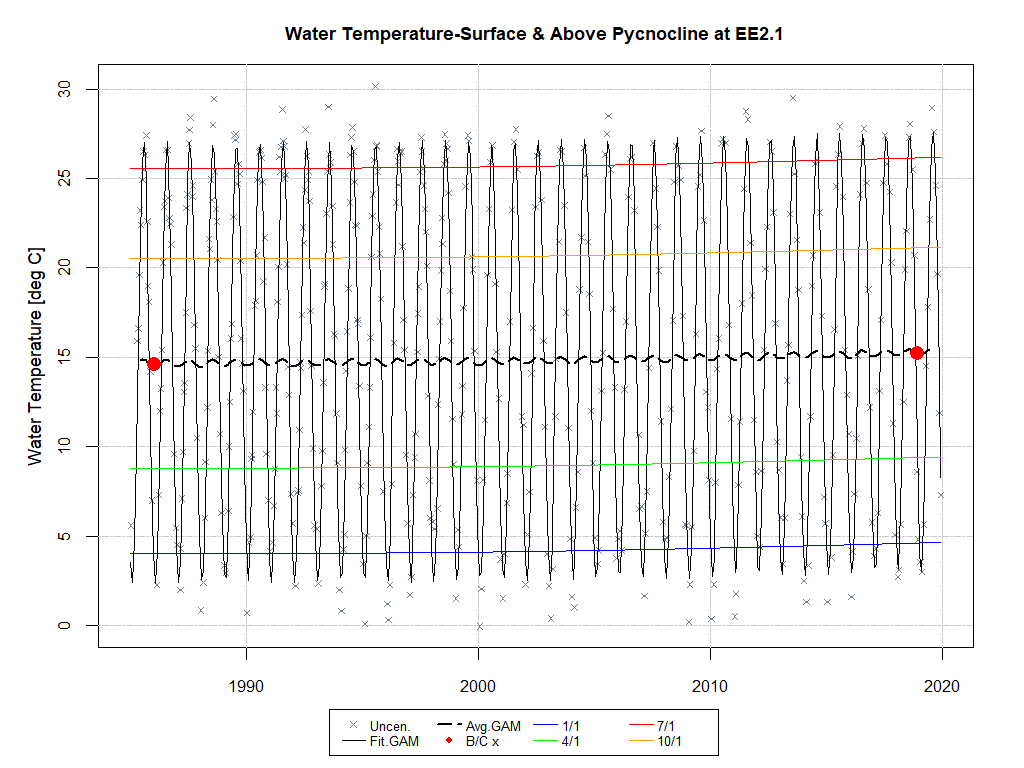 Water Temperature-Surface & Above Pycnocline at EE2.1
Water Temperature [deg C]
30
25
20
15
10
5
0
1990 2000 2010 2020
Uncen. Avg.GAM 1/1 7/1
Fit.GAM B/C x 4/1 10/1